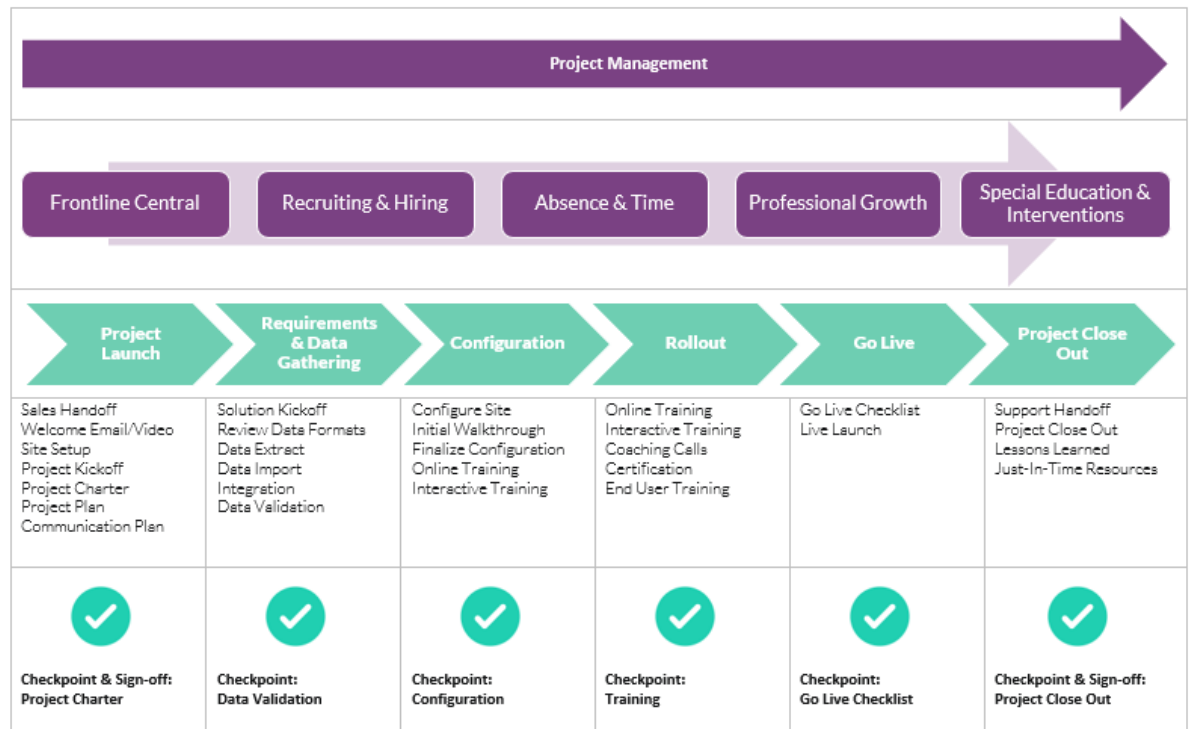 Project Management
Frontline Central
Recruiting & Hiring
Absence & Time
Professional Growth
Special Education &
Interventions
Project
Launch
Requirements
& Data
Gathering
Configuration
Rollout
Go Live
Project Close
Out
Sales Handoff
Welcome Email/Video
Site Setup
Project Kickoff
Project Charter
Project Plan
Communication Plan
Solution Kickoff
Review Data Formats
Data Extract
Data Import
Integration
Data Validation
Configure Site
Initial Walkthrough
Finalize Configuration
Online Training
Interactive Training
Online Training
Interactive Training
Coaching Calls
Certification
End User Training
Go Live Checklist
Live Launch
Support Handoff
Project Close Out
Lessons Learned
Just-In-Time Resources
Checkpoint & Sign-off:
Project Charter
Checkpoint:
Data Validation
Checkpoint:
Configuration
Checkpoint:
Training
Checkpoint:
Go Live Checklist
Checkpoint & Sign-off:
Project Close Out